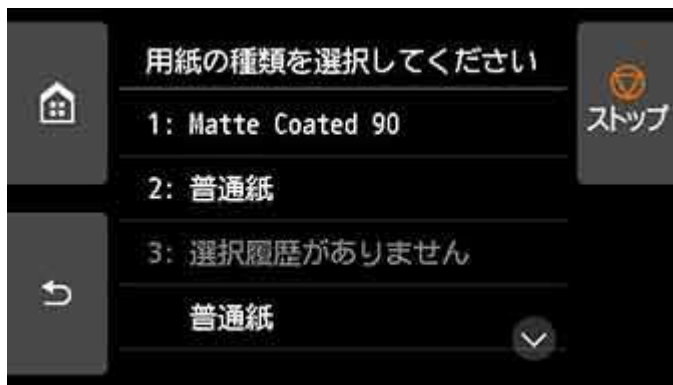 用紙の種類を選択してください
1: Matte Coated 90
ストップ
2: 普通紙
3: 選択履歴がありません
普通紙